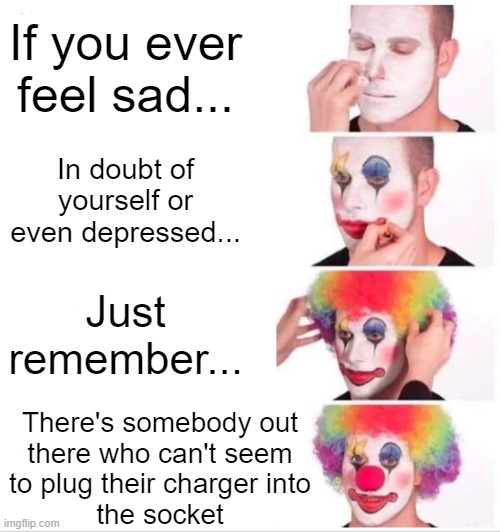 If you ever
feel sad...
In doubt of
yourself or
even depressed...
Just
remember...
There's somebody out
there who can't seem
to plug their charger into
the socket
imgflip.com